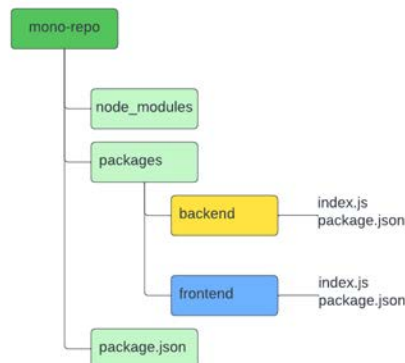 mono-repo
node_modules
packages
backend
index.js
package.json
frontend
index.js
package.json
package.json